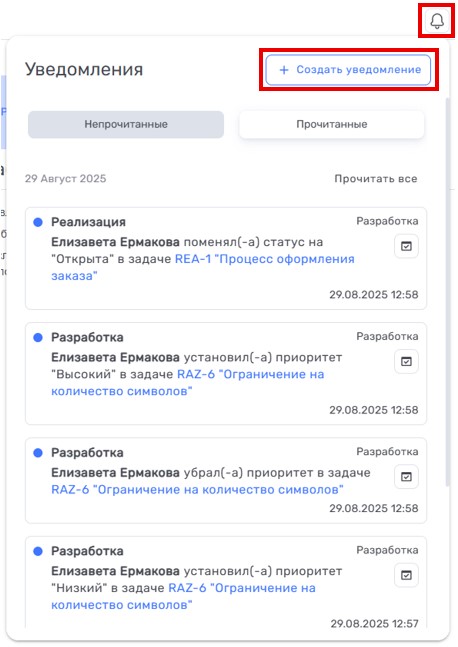 Уведомления
+ Создать уведомление
Непрочитанные
Прочитанные
29 Август 2025
Прочитать все
Реализация
Разработка
Елизавета Ермакова поменял(-а) статус на
"Открыта" в задаче REA-1 "Процесс оформления
заказа"
29.08.2025 12:58
Разработка
Разработка
Елизавета Ермакова установил(-а) приоритет
"Высокий" в задаче RAZ-6 "Ограничение на
количество символов"
29.08.2025 12:58
Разработка
Разработка
Елизавета Ермакова убрал(-а) приоритет в задаче
RAZ-6 "Ограничение на количество символов"
29.08.2025 12:58
Разработка
Разработка
Елизавета Ермакова установил(-а) приоритет
"Низкий" в задаче RAZ-6 "Ограничение на
количество символов"
29.08.2025 12:57